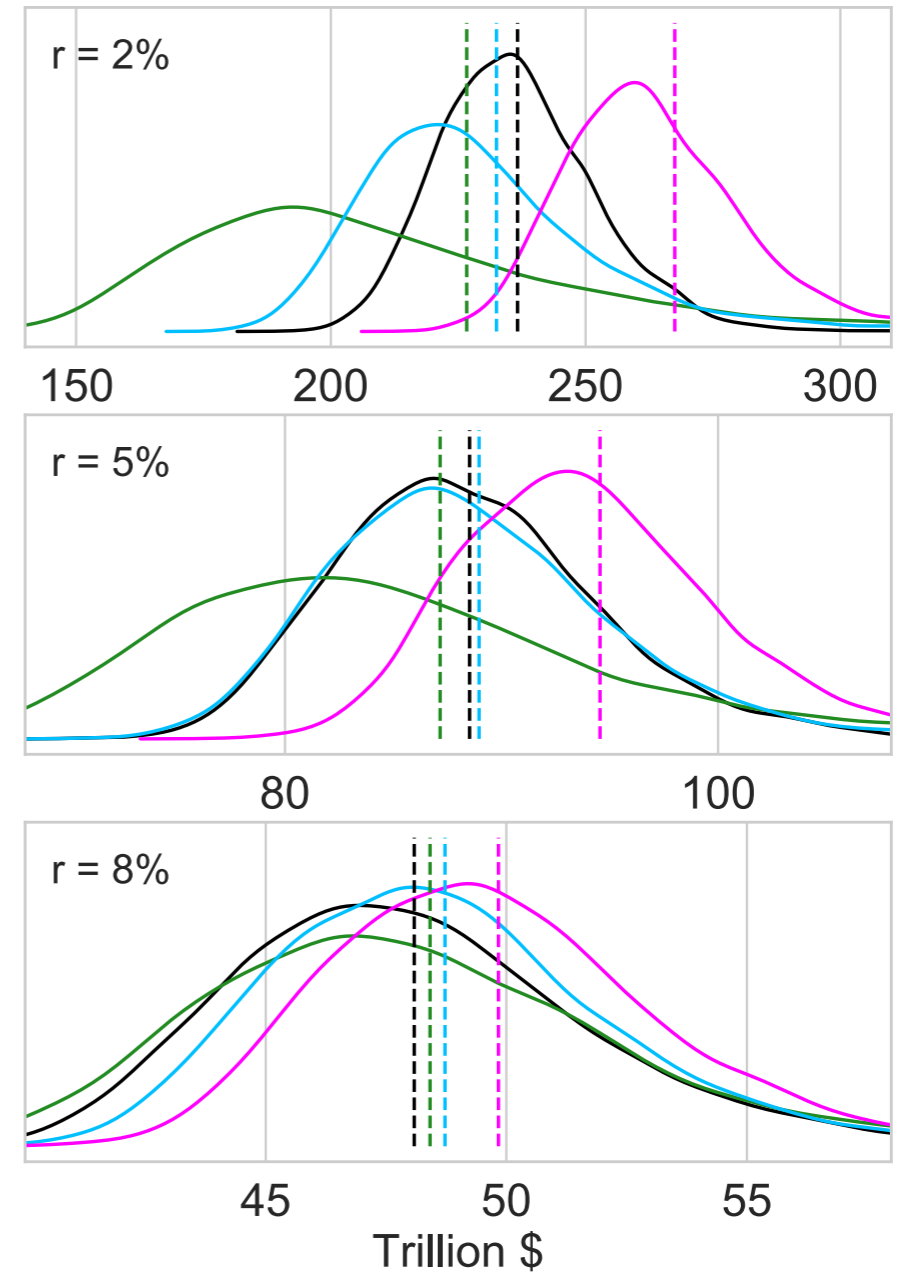 r = 2%
150 200 250 300
r = 5%
80 100
r = 8%
45 50 55
Trillion $